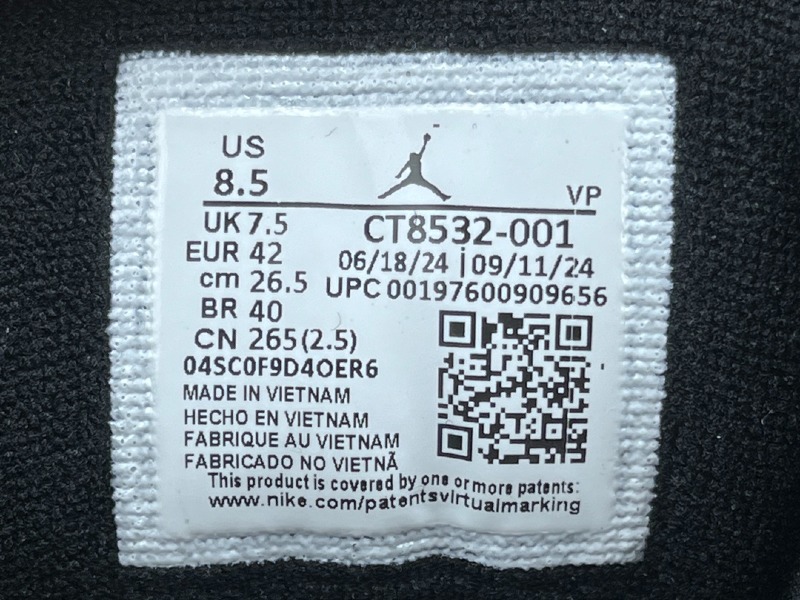 US
8.5
VP
UK 7.5
CT8532-001
EUR 42
06/18/24 | 09/11/24
cm 26.5
UPC 00197600909656
BR 40
CN 265(2.5)
04SC0F9D4OER6
MADE IN VIETNAM
HECHO EN VIETNAM
FABRIQUE AU VIETNAM
FABRICADO NO VIETNÃ
This product is covered by one or more patents:
www.nike.com/patentsvirtualmarking